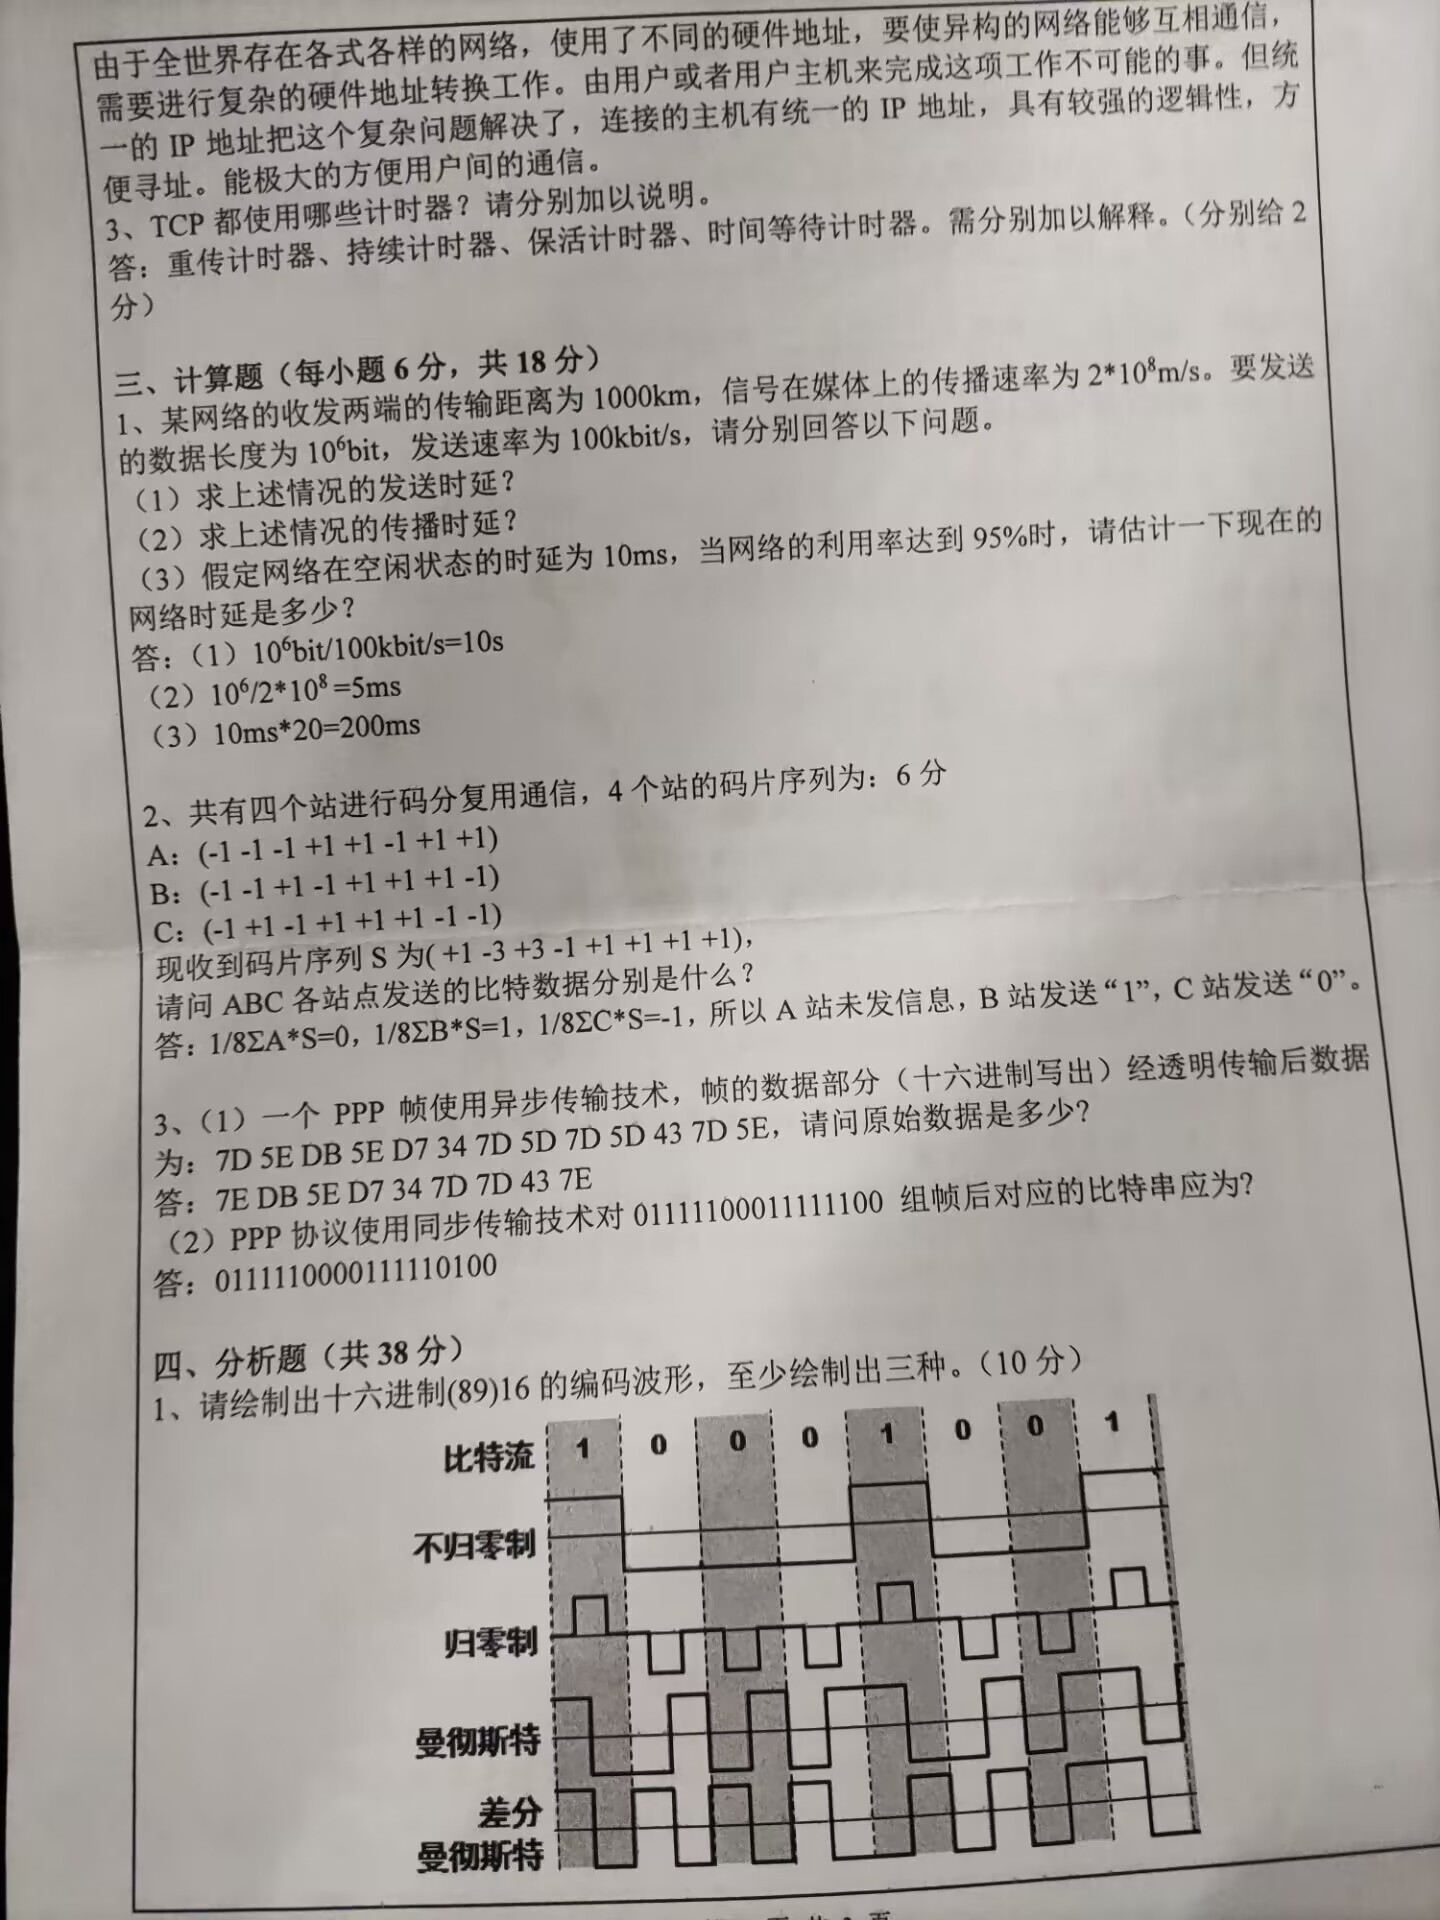 由于全世界存在各式各样的网络，使用了不同的硬件地址，要使异构的网络能够互相通信，
需要进行复杂的硬件地址转换工作。由用户或者用户主机来完成这项工作不可能的事。但统
一的 IP 地址把这个复杂问题解决了，连接的主机有统一的 IP 地址，具有较强的逻辑性，方
便寻址。能极大的方便用户间的通信。
3、TCP 都使用哪些计时器？请分别加以说明。
答：重传计时器、持续计时器、保活计时器、时间等待计时器。需分别加以解释。（分别给 2
分）
三、计算题（每小题 6 分，共 18 分）
1、某网络的收发两端的传输距离为 1000km，信号在媒体上的传播速率为 2*10⁸m/s。要发送
的数据长度为 10⁶bit，发送速率为 100kbit/s，请分别回答以下问题。
（1）求上述情况的发送时延？
（2）求上述情况的传播时延？
（3）假定网络在空闲状态的时延为 10ms，当网络的利用率达到 95%时，请估计一下现在的
网络时延是多少？
答：（1）10⁶bit/100kbit/s=10s
（2）10⁶/2*10⁸ =5ms
（3）10ms*20=200ms
2、共有四个站进行码分复用通信，4 个站的码片序列为：6 分
A：(-1 -1 -1 +1 +1 -1 +1 +1)
B：(-1 -1 +1 -1 +1 +1 +1 -1)
C：(-1 +1 -1 +1 +1 +1 -1 -1)
现收到码片序列 S 为( +1 -3 +3 -1 +1 +1 +1 +1)，
请问 ABC 各站点发送的比特数据分别是什么？
答：1/8ΣA*S=0，1/8ΣB*S=1，1/8ΣC*S=-1，所以 A 站未发信息，B 站发送“1”，C 站发送“0”。
3、（1）一个 PPP 帧使用异步传输技术，帧的数据部分（十六进制写出）经透明传输后数据
为：7D 5E DB 5E D7 34 7D 5D 7D 5D 43 7D 5E，请问原始数据是多少？
答：7E DB 5E D7 34 7D 7D 43 7E
（2）PPP 协议使用同步传输技术对 01111100011111100 组帧后对应的比特串应为?
答：0111110000111110100
四、分析题（共 38 分）
1、请绘制出十六进制(89)16 的编码波形，至少绘制出三种。（10 分）
比特流 1 0 0 0 1 0 0 1
不归零制
归零制
曼彻斯特
差分
曼彻斯特